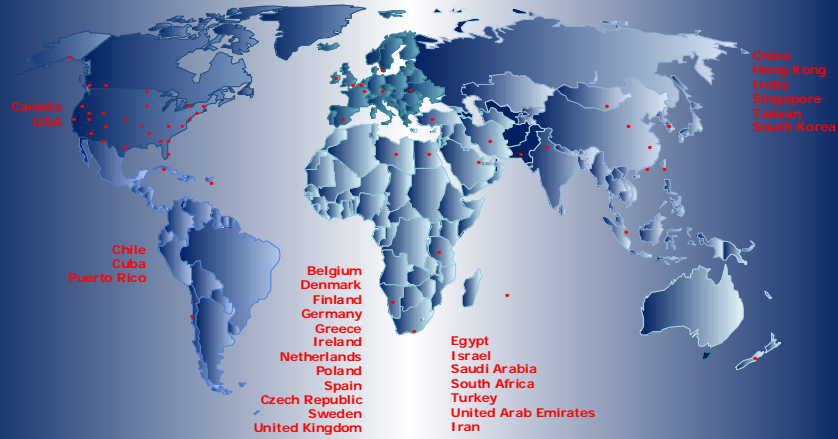 Canada
USA
China
Hong Kong
India
Singapore
Taiwan
South Korea
Chile
Cuba
Puerto Rico
Belgium
Denmark
Finland
Germany
Greece
Ireland
Netherlands
Poland
Spain
Czech Republic
Sweden
United Kingdom
Egypt
Israel
Saudi Arabia
South Africa
Turkey
United Arab Emirates
Iran